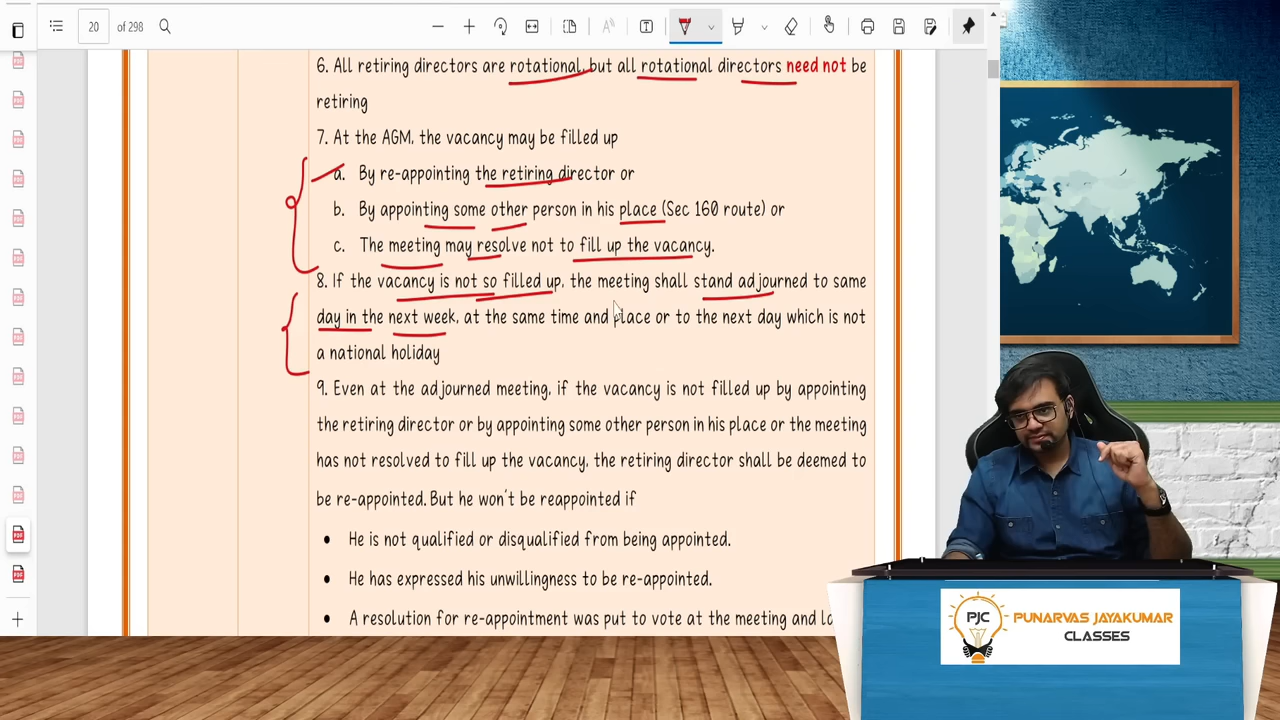 20 of 298
6. All retiring directors are rotational, but all rotational directors need not be
retiring
7. At the AGM, the vacancy may be filled up
a. By re-appointing the retiring director or
b. By appointing some other person in his place (Sec 160 route) or
c. The meeting may resolve not to fill up the vacancy.
8. If the vacancy is not so filled up, the meeting shall stand adjourned to same
day in the next week, at the same time and place or to the next day which is not
a national holiday
9. Even at the adjourned meeting, if the vacancy is not filled up by appointing
the retiring director or by appointing some other person in his place or the meeting
has not resolved to fill up the vacancy, the retiring director shall be deemed to
be re-appointed. But he won't be reappointed if
• He is not qualified or disqualified from being appointed.
• He has expressed his unwillingness to be re-appointed.
• A resolution for re-appointment was put to vote at the meeting and
PJC
PUNARVAS JAYAKUMAR
CLASSES